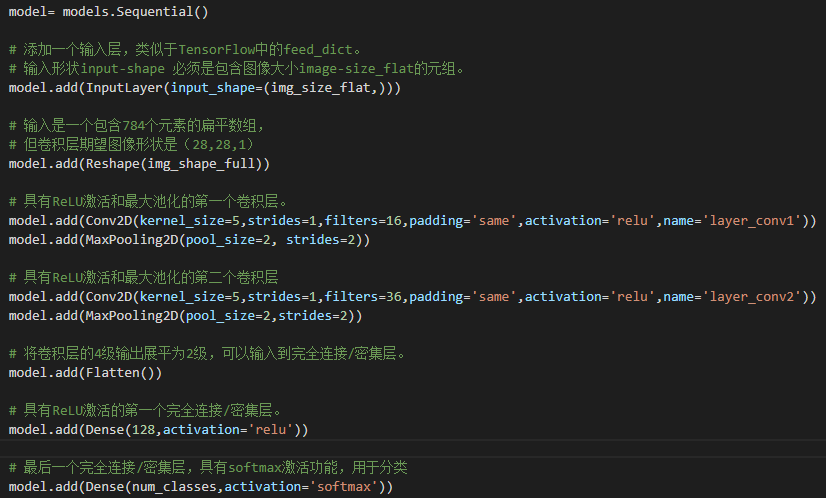 model= models.Sequential()
# 添加一个输入层，类似于TensorFlow中的feed_dict。
# 输入形状input-shape 必须是包含图像大小image-size_flat的元组。
model.add(InputLayer(input_shape=(img_size_flat,)))
# 输入是一个包含784个元素的扁平数组，
# 但卷积层期望图像形状是（28,28,1）
model.add(Reshape(img_shape_full))
# 具有ReLU激活和最大池化的第一个卷积层。
model.add(Conv2D(kernel_size=5,strides=1,filters=16,padding='same',activation='relu',name='layer_conv1'))
model.add(MaxPooling2D(pool_size=2, strides=2))
# 具有ReLU激活和最大池化的第二个卷积层
model.add(Conv2D(kernel_size=5,strides=1,filters=36,padding='same',activation='relu',name='layer_conv2'))
model.add(MaxPooling2D(pool_size=2,strides=2))
# 将卷积层的4级输出展平为2级，可以输入到完全连接/密集层。
model.add(Flatten())
# 具有ReLU激活的第一个完全连接/密集层。
model.add(Dense(128,activation='relu'))
# 最后一个完全连接/密集层，具有softmax激活功能，用于分类
model.add(Dense(num_classes,activation='softmax'))